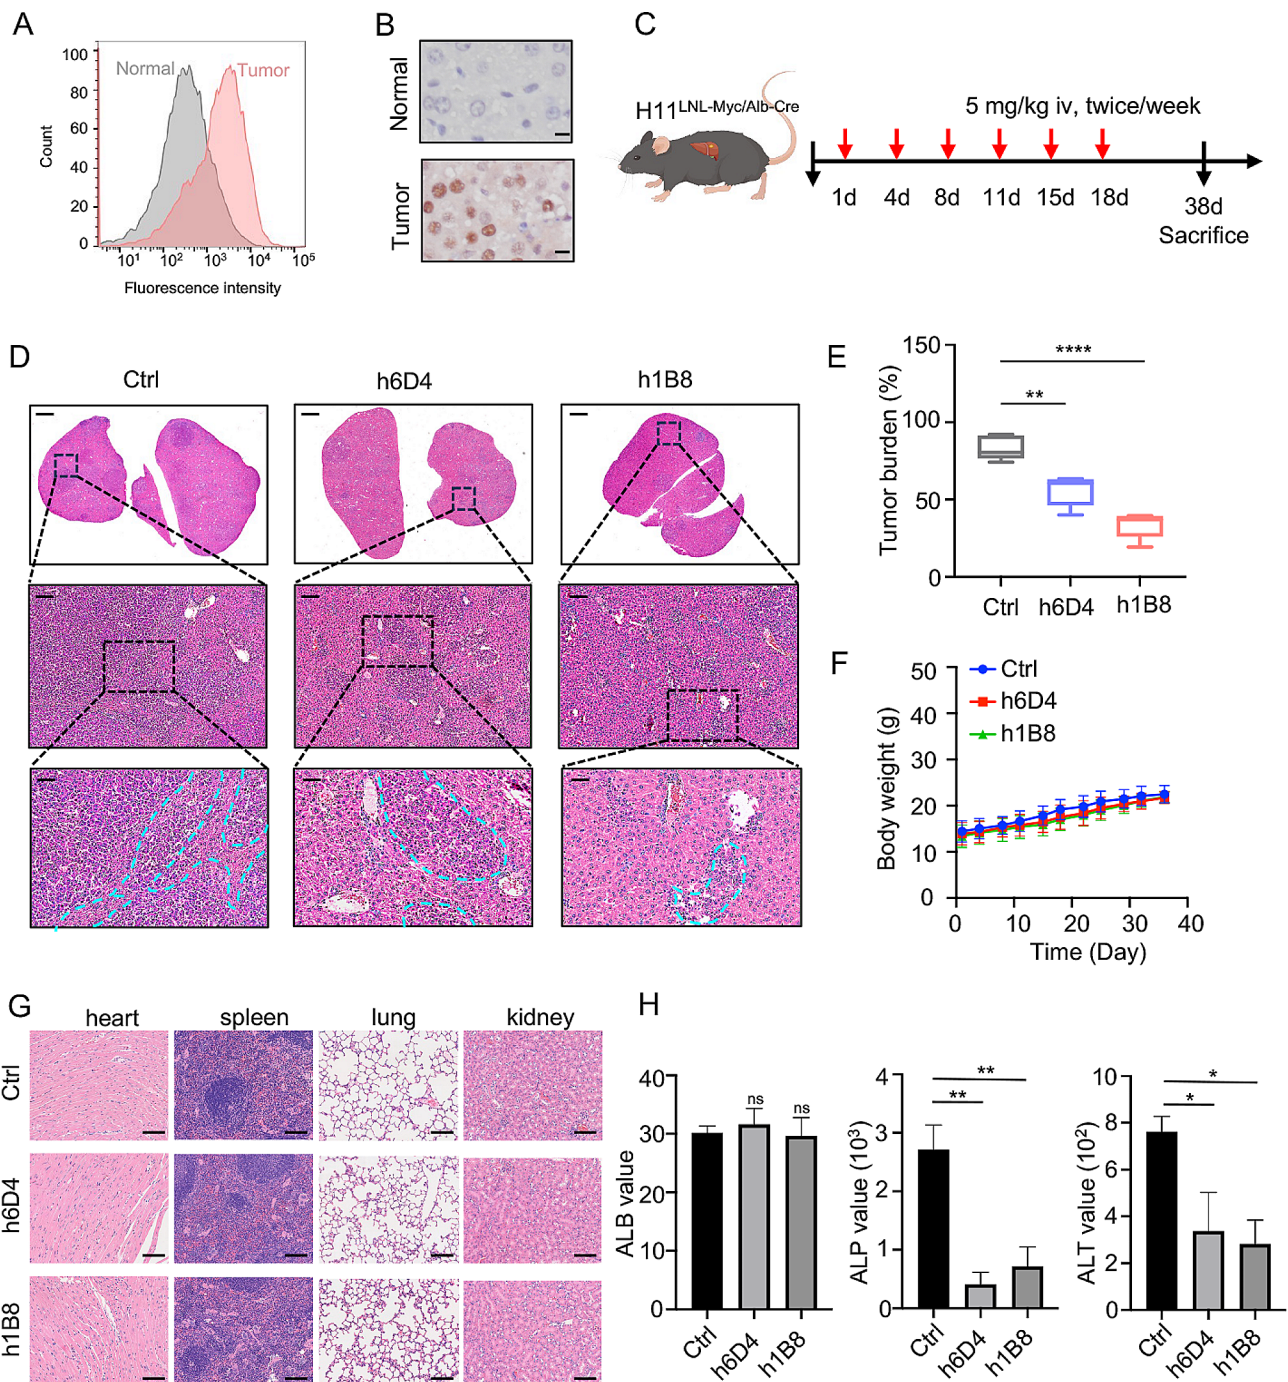 A
100
80
60
40
20
0
Count
Normal
Tumor
10¹ 10² 10³ 10⁴ 10⁵
Fluorescence intensity
B
Normal
Tumor
C
H11LNL-Myc/Alb-Cre
5 mg/kg iv, twice/week
1d 4d 8d 11d 15d 18d
38d
Sacrifice
D
Ctrl h6D4 h1B8
E
150
100
50
0
Tumor burden (%)
****
**
Ctrl h6D4 h1B8
F
50
40
30
20
10
0
Body weight (g)
Ctrl
h6D4
h1B8
0 10 20 30 40
Time (Day)
G
heart spleen lung kidney
Ctrl
h6D4
h1B8
H
40
30
20
10
0
ALB value
ns ns
Ctrl h6D4 h1B8
4
3
2
1
0
ALP value (10³)
**
**
Ctrl h6D4 h1B8
10
8
6
4
2
0
ALT value (10²)
*
*
Ctrl h6D4 h1B8